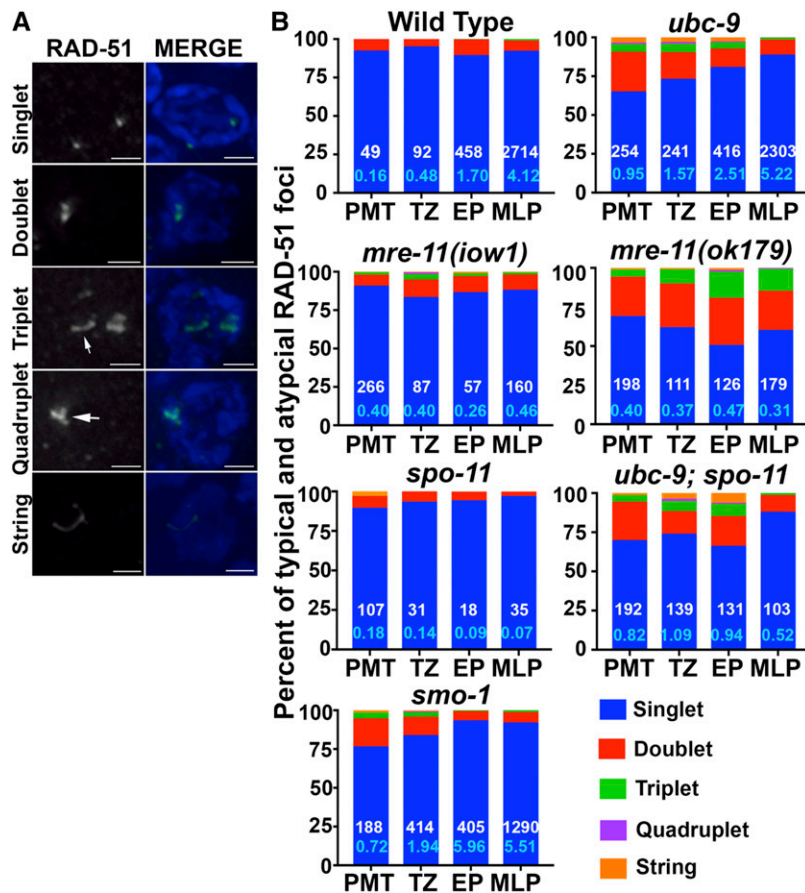 A
RAD-51 MERGE
Singlet
Doublet
Triplet
Quadruplet
String
B
Percent of typical and atypcial RAD-51 foci
Wild Type
100
75
50
25
0
49 92 458 2714
0.16 0.48 1.70 4.12
PMT TZ EP MLP
ubc-9
100
75
50
25
0
254 241 416 2303
0.95 1.57 2.51 5.22
PMT TZ EP MLP
mre-11(iow1)
100
75
50
25
0
266 87 57 160
0.40 0.40 0.26 0.46
PMT TZ EP MLP
mre-11(ok179)
100
75
50
25
0
198 111 126 179
0.40 0.37 0.47 0.31
PMT TZ EP MLP
spo-11
100
75
50
25
0
107 31 18 35
0.18 0.14 0.09 0.07
PMT TZ EP MLP
ubc-9; spo-11
100
75
50
25
0
192 139 131 103
0.82 1.09 0.94 0.52
PMT TZ EP MLP
smo-1
100
75
50
25
0
188 414 405 1290
0.72 1.94 5.96 5.51
PMT TZ EP MLP
Singlet
Doublet
Triplet
Quadruplet
String